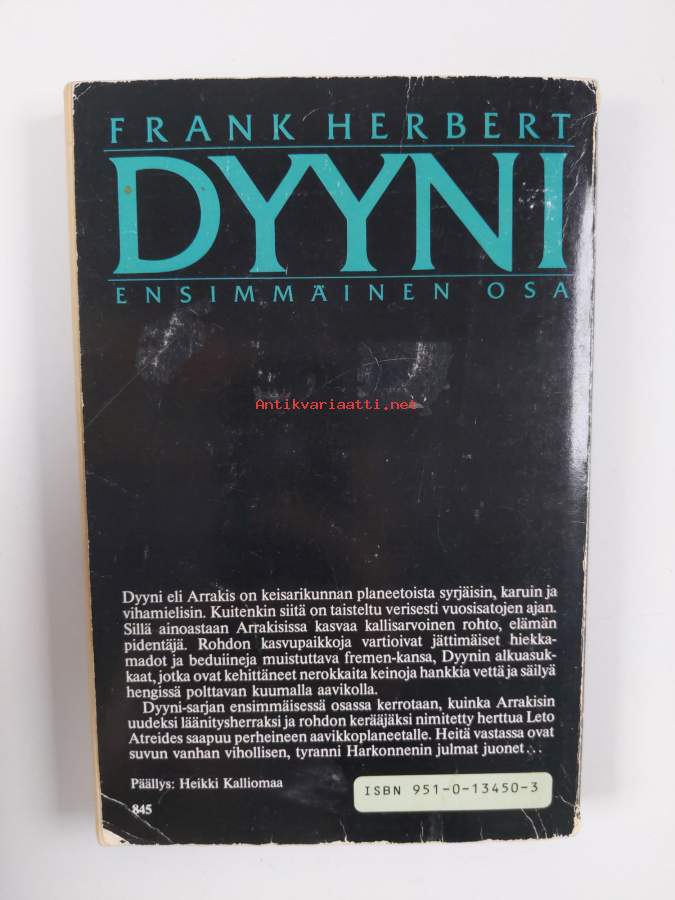 FRANK HERBERT
DYYNI
ENSIMMÄINEN OSA
Antikvariaatti.net
Dyyni eli Arrakis on keisarikunnan planeetoista syrjäisin, karuin ja
vihamielisin. Kuitenkin siitä on taisteltu verisesti vuosisatojen ajan.
Sillä ainoastaan Arrakisissa kasvaa kallisarvoinen rohto, elämän
pidentäjä. Rohdon kasvupaikkoja vartioivat jättimäiset hiekka-
madot ja beduiineja muistuttava fremen-kansa, Dyynin alkuasuk-
kaat, jotka ovat kehittäneet nerokkaita keinoja hankkia vettä ja säilyä
hengissä polttavan kuumalla aavikolla.
Dyyni-sarjan ensimmäisessä osassa kerrotaan, kuinka Arrakisin
uudeksi läänitysherraksi ja rohdon kerääjäksi nimitetty herttua Leto
Atreides saapuu perheineen aavikkoplaneetalle. Heitä vastassa ovat
suvun vanhan vihollisen, tyranni Harkonnenin julmat juonet...
Päällys: Heikki Kalliomaa
ISBN 951-0-13450-3
845